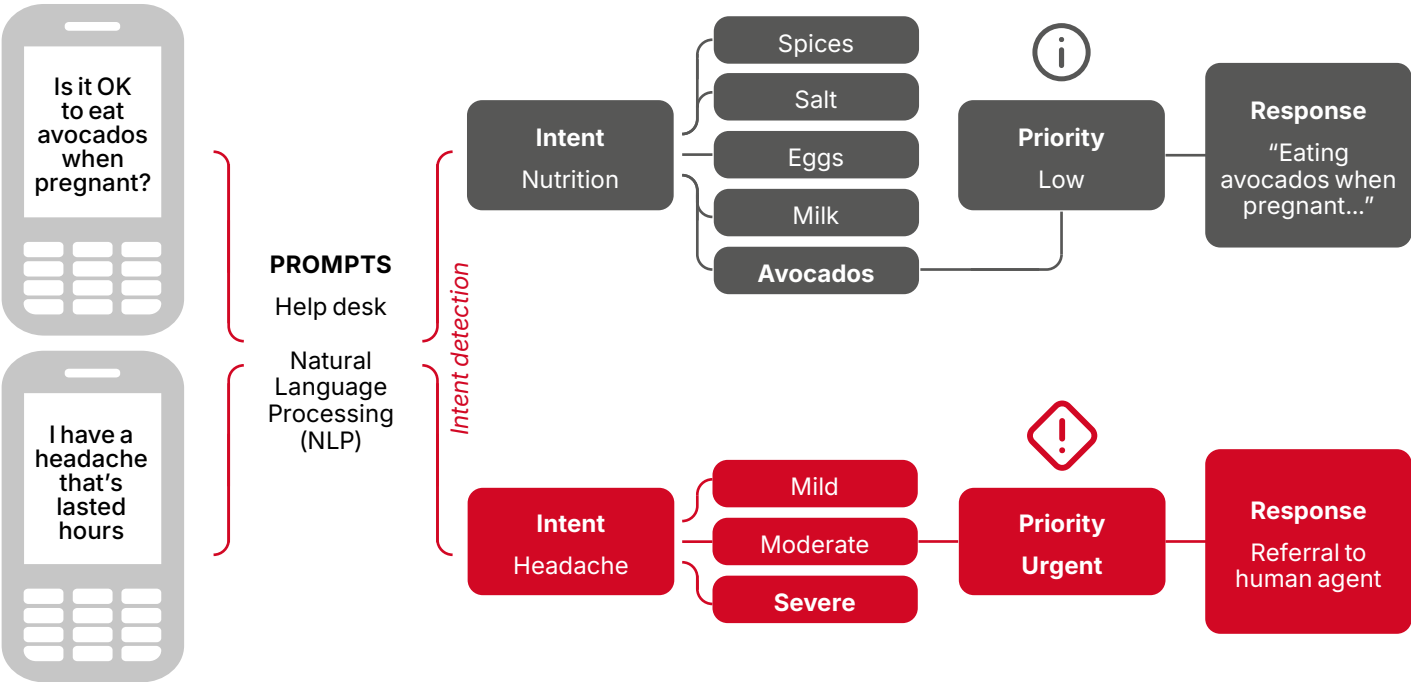 Is it OK
to eat
avocados
when
pregnant?
I have a
headache
that's
lasted
hours
PROMPTS
Help desk
Natural
Language
Processing
(NLP)
Intent detection
Intent
Nutrition
Spices
Salt
Eggs
Milk
Avocados
Priority
Low
Response
“Eating
avocados when
pregnant...”
Intent
Headache
Mild
Moderate
Severe
Priority
Urgent
Response
Referral to
human agent